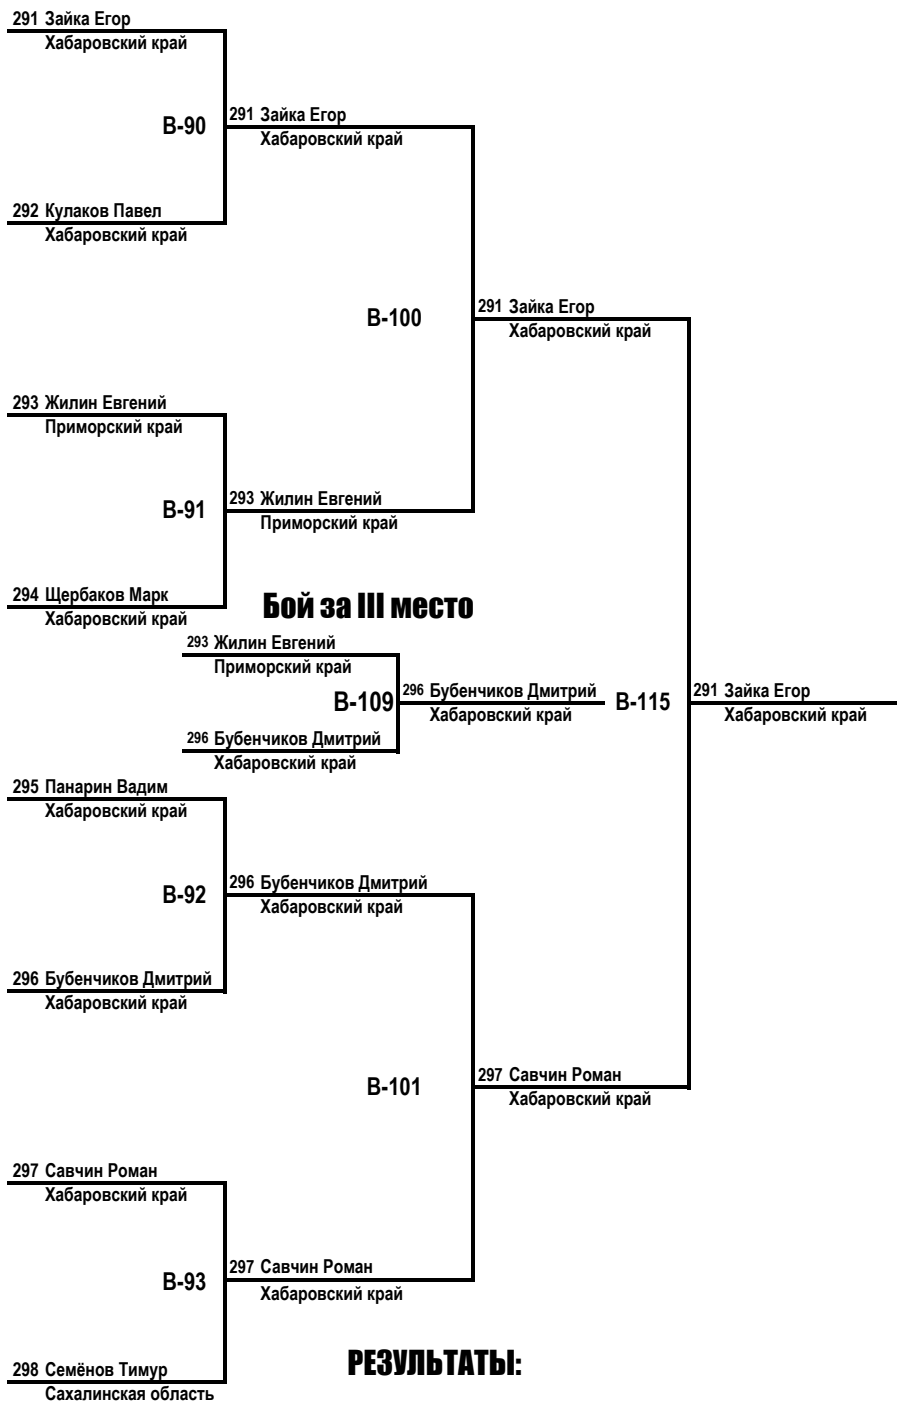 291 Зайка Егор
Хабаровский край
В-90
291 Зайка Егор
Хабаровский край
292 Кулаков Павел
Хабаровский край
В-100
291 Зайка Егор
Хабаровский край
293 Жилин Евгений
Приморский край
В-91
293 Жилин Евгений
Приморский край
294 Щербаков Марк
Хабаровский край
Бой за III место
293 Жилин Евгений
Приморский край
В-109
296 Бубенчиков Дмитрий
Хабаровский край
В-115
291 Зайка Егор
Хабаровский край
296 Бубенчиков Дмитрий
Хабаровский край
295 Панарин Вадим
Хабаровский край
В-92
296 Бубенчиков Дмитрий
Хабаровский край
296 Бубенчиков Дмитрий
Хабаровский край
В-101
297 Савчин Роман
Хабаровский край
297 Савчин Роман
Хабаровский край
В-93
297 Савчин Роман
Хабаровский край
РЕЗУЛЬТАТЫ:
298 Семёнов Тимур
Сахалинская область